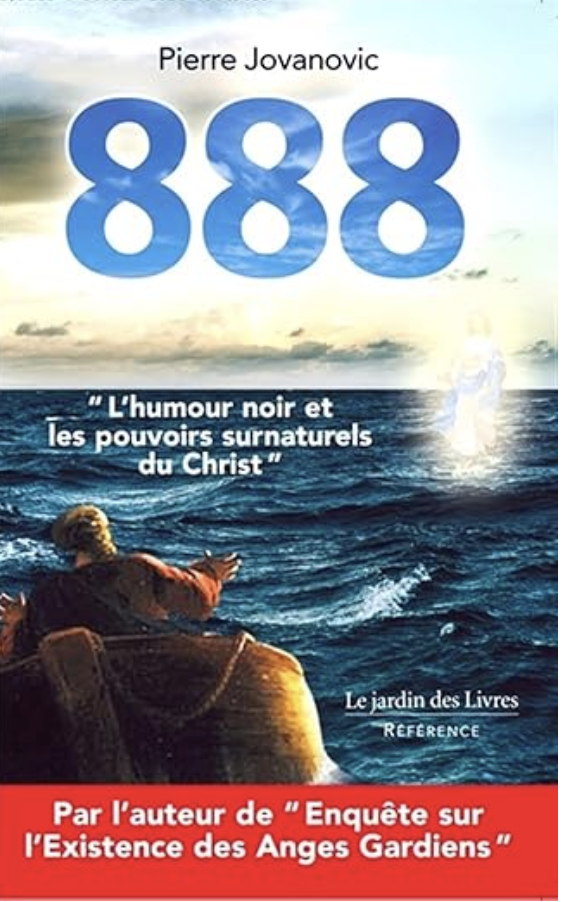 Pierre Jovanovic
888
" L'humour noir et
les pouvoirs surnaturels
du Christ "
Le jardin des Livres
RÉFÉRENCE
Par l'auteur de " Enquête sur
l'Existence des Anges Gardiens "